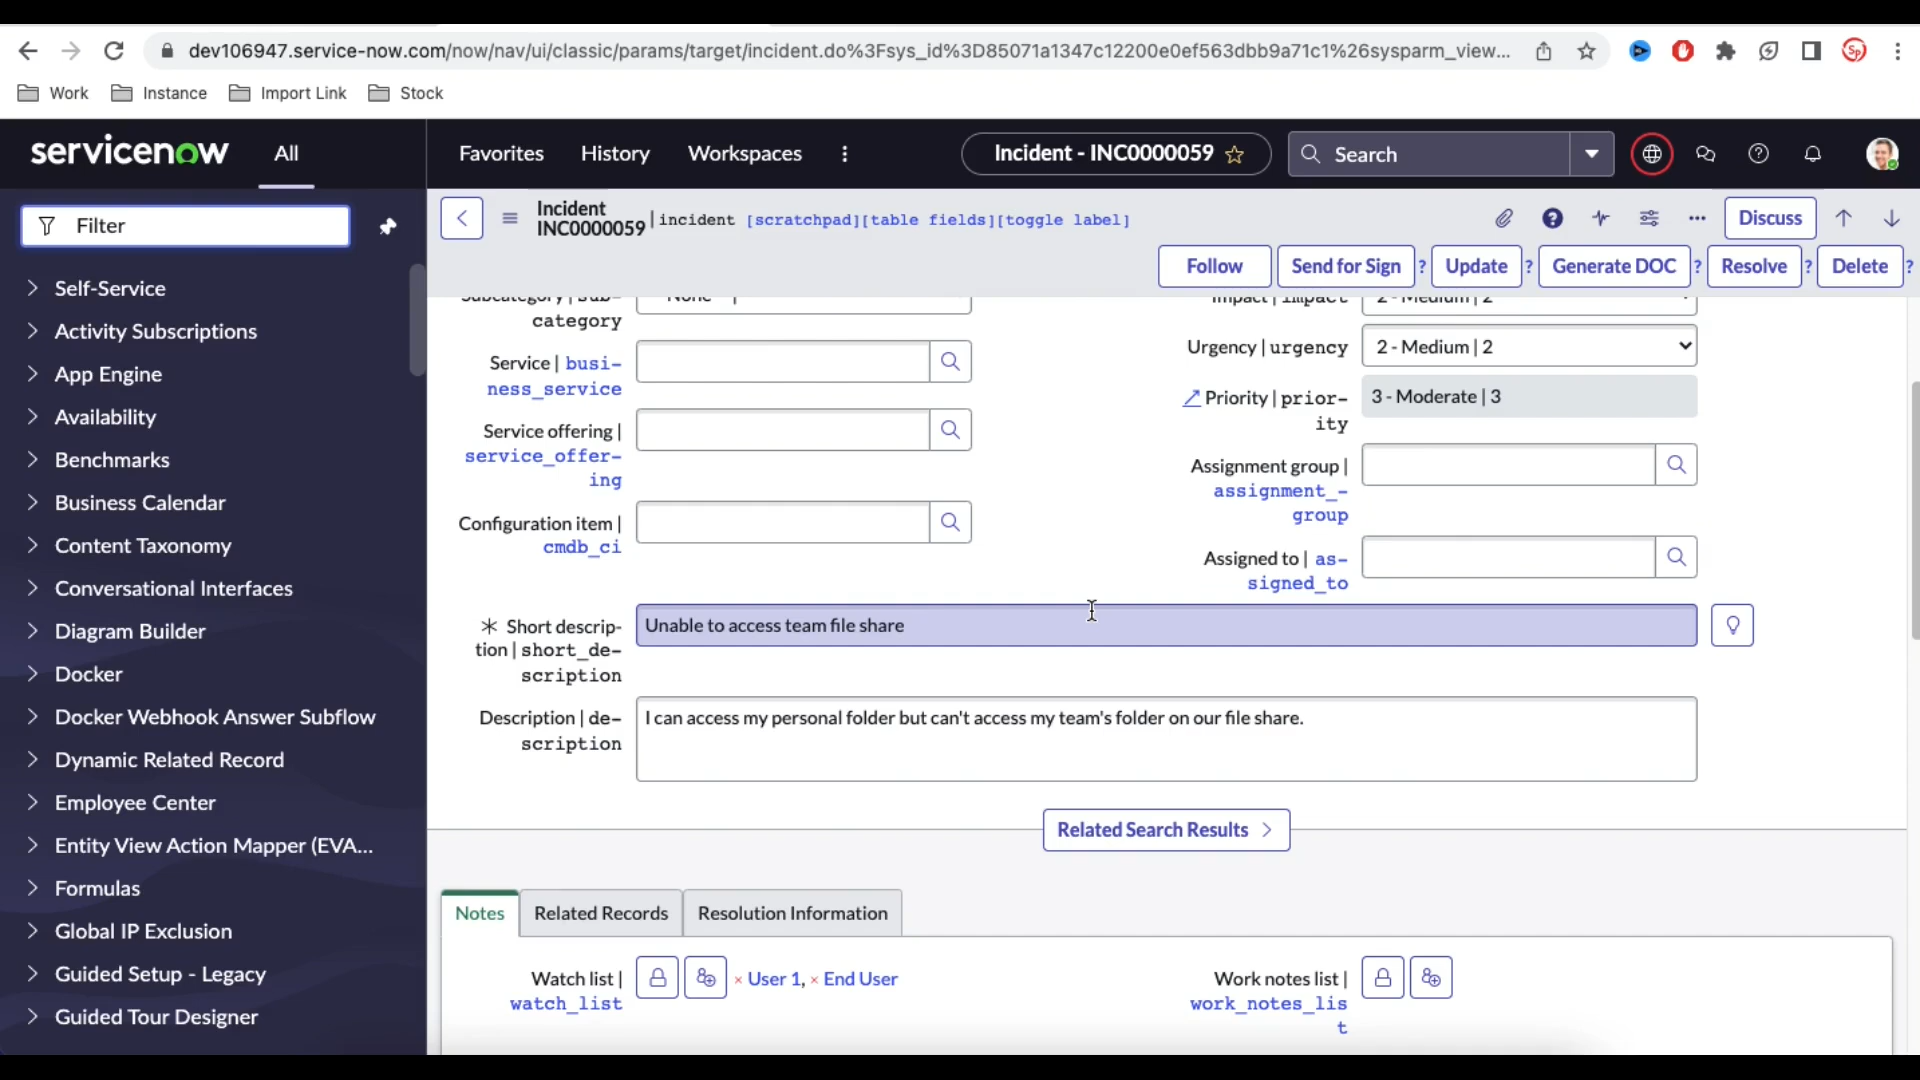 dev106947.service-now.com/now/nav/ui/classic/params/target/incident.do%3Fsys_id%3D85071a1347c12200e0ef563dbb9a71c1%26sysparm_view...
Work Instance Import Link Stock
servicenow All Favorites History Workspaces Incident - INC0000059 Search
Filter
Incident
INC0000059 | incident [scratchpad][table fields][toggle label]
Discuss
Follow Send for Sign ? Update ? Generate DOC ? Resolve ? Delete ?
Self-Service
Activity Subscriptions
App Engine
Availability
Benchmarks
Business Calendar
Content Taxonomy
Conversational Interfaces
Diagram Builder
Docker
Docker Webhook Answer Subflow
Dynamic Related Record
Employee Center
Entity View Action Mapper (EVA...
Formulas
Global IP Exclusion
Guided Setup - Legacy
Guided Tour Designer
Subcategory | sub-
category
-- None -- |
Service | busi-
ness_service
Service offering |
service_offer-
ing
Configuration item |
cmdb_ci
Impact | impact
2 - Medium | 2
Urgency | urgency
2 - Medium | 2
Priority | prior-
ity
3 - Moderate | 3
Assignment group |
assignment_-
group
Assigned to | as-
signed_to
Short descrip-
tion | short_de-
scription
Unable to access team file share
Description | de-
scription
I can access my personal folder but can't access my team's folder on our file share.
Related Search Results
Notes Related Records Resolution Information
Watch list |
watch_list
× User 1, × End User
Work notes list |
work_notes_lis
t